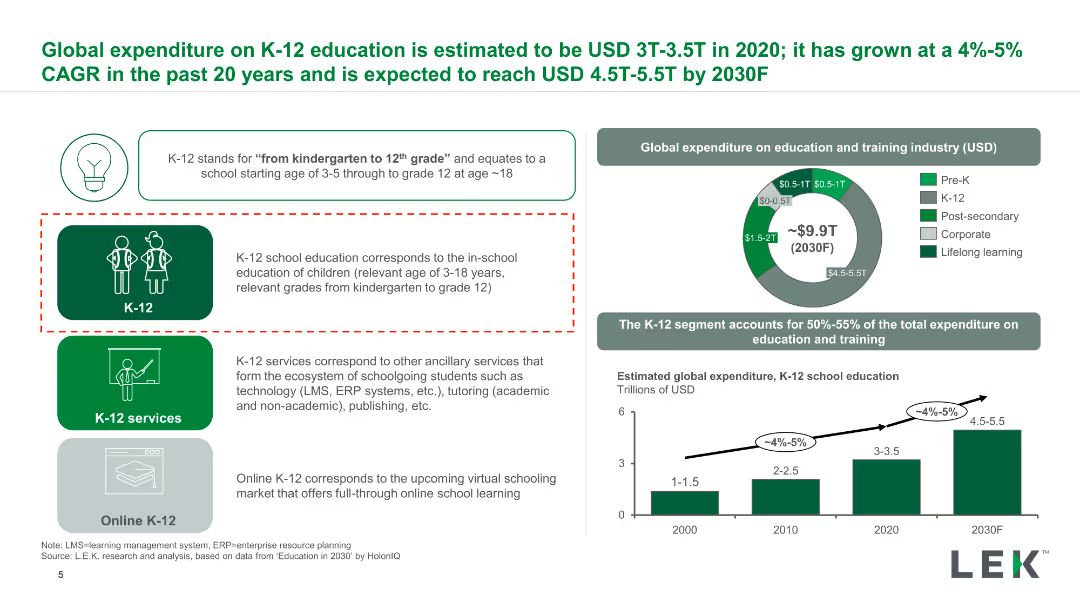 Global expenditure on K-12 education is estimated to be USD 3T-3.5T in 2020; it has grown at a 4%-5%
CAGR in the past 20 years and is expected to reach USD 4.5T-5.5T by 2030F
K-12 stands for “from kindergarten to 12th grade” and equates to a
school starting age of 3-5 through to grade 12 at age ~18
K-12
K-12 school education corresponds to the in-school
education of children (relevant age of 3-18 years,
relevant grades from kindergarten to grade 12)
K-12 services
K-12 services correspond to other ancillary services that
form the ecosystem of schoolgoing students such as
technology (LMS, ERP systems, etc.), tutoring (academic
and non-academic), publishing, etc.
Online K-12
Online K-12 corresponds to the upcoming virtual schooling
market that offers full-through online school learning
Global expenditure on education and training industry (USD)
$0.5-1T
$0.5-1T
$0-0.5T
$1.5-2T
$4.5-5.5T
~$9.9T
(2030F)
Pre-K
K-12
Post-secondary
Corporate
Lifelong learning
The K-12 segment accounts for 50%-55% of the total expenditure on
education and training
Estimated global expenditure, K-12 school education
Trillions of USD
6
3
0
~4%-5%
~4%-5%
1-1.5
2-2.5
3-3.5
4.5-5.5
2000
2010
2020
2030F
Note: LMS=learning management system, ERP=enterprise resource planning
Source: L.E.K. research and analysis, based on data from ‘Education in 2030’ by HolonIQ
5
LEK™